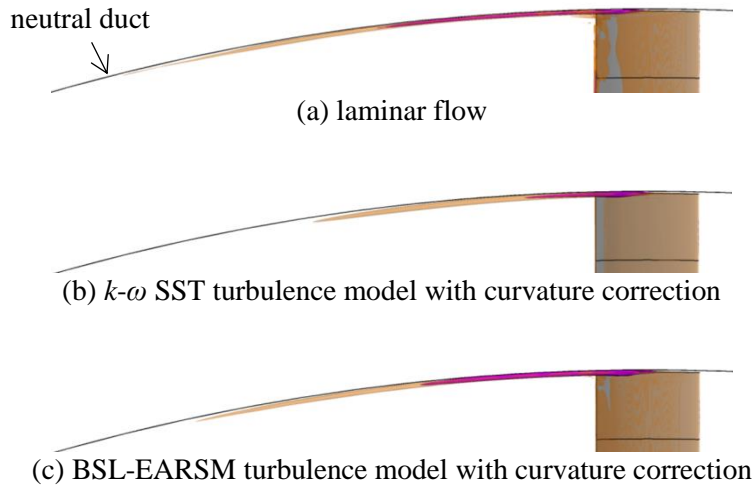 neutral duct
(a) laminar flow
(b) k-ω SST turbulence model with curvature correction
(c) BSL-EARSM turbulence model with curvature correction